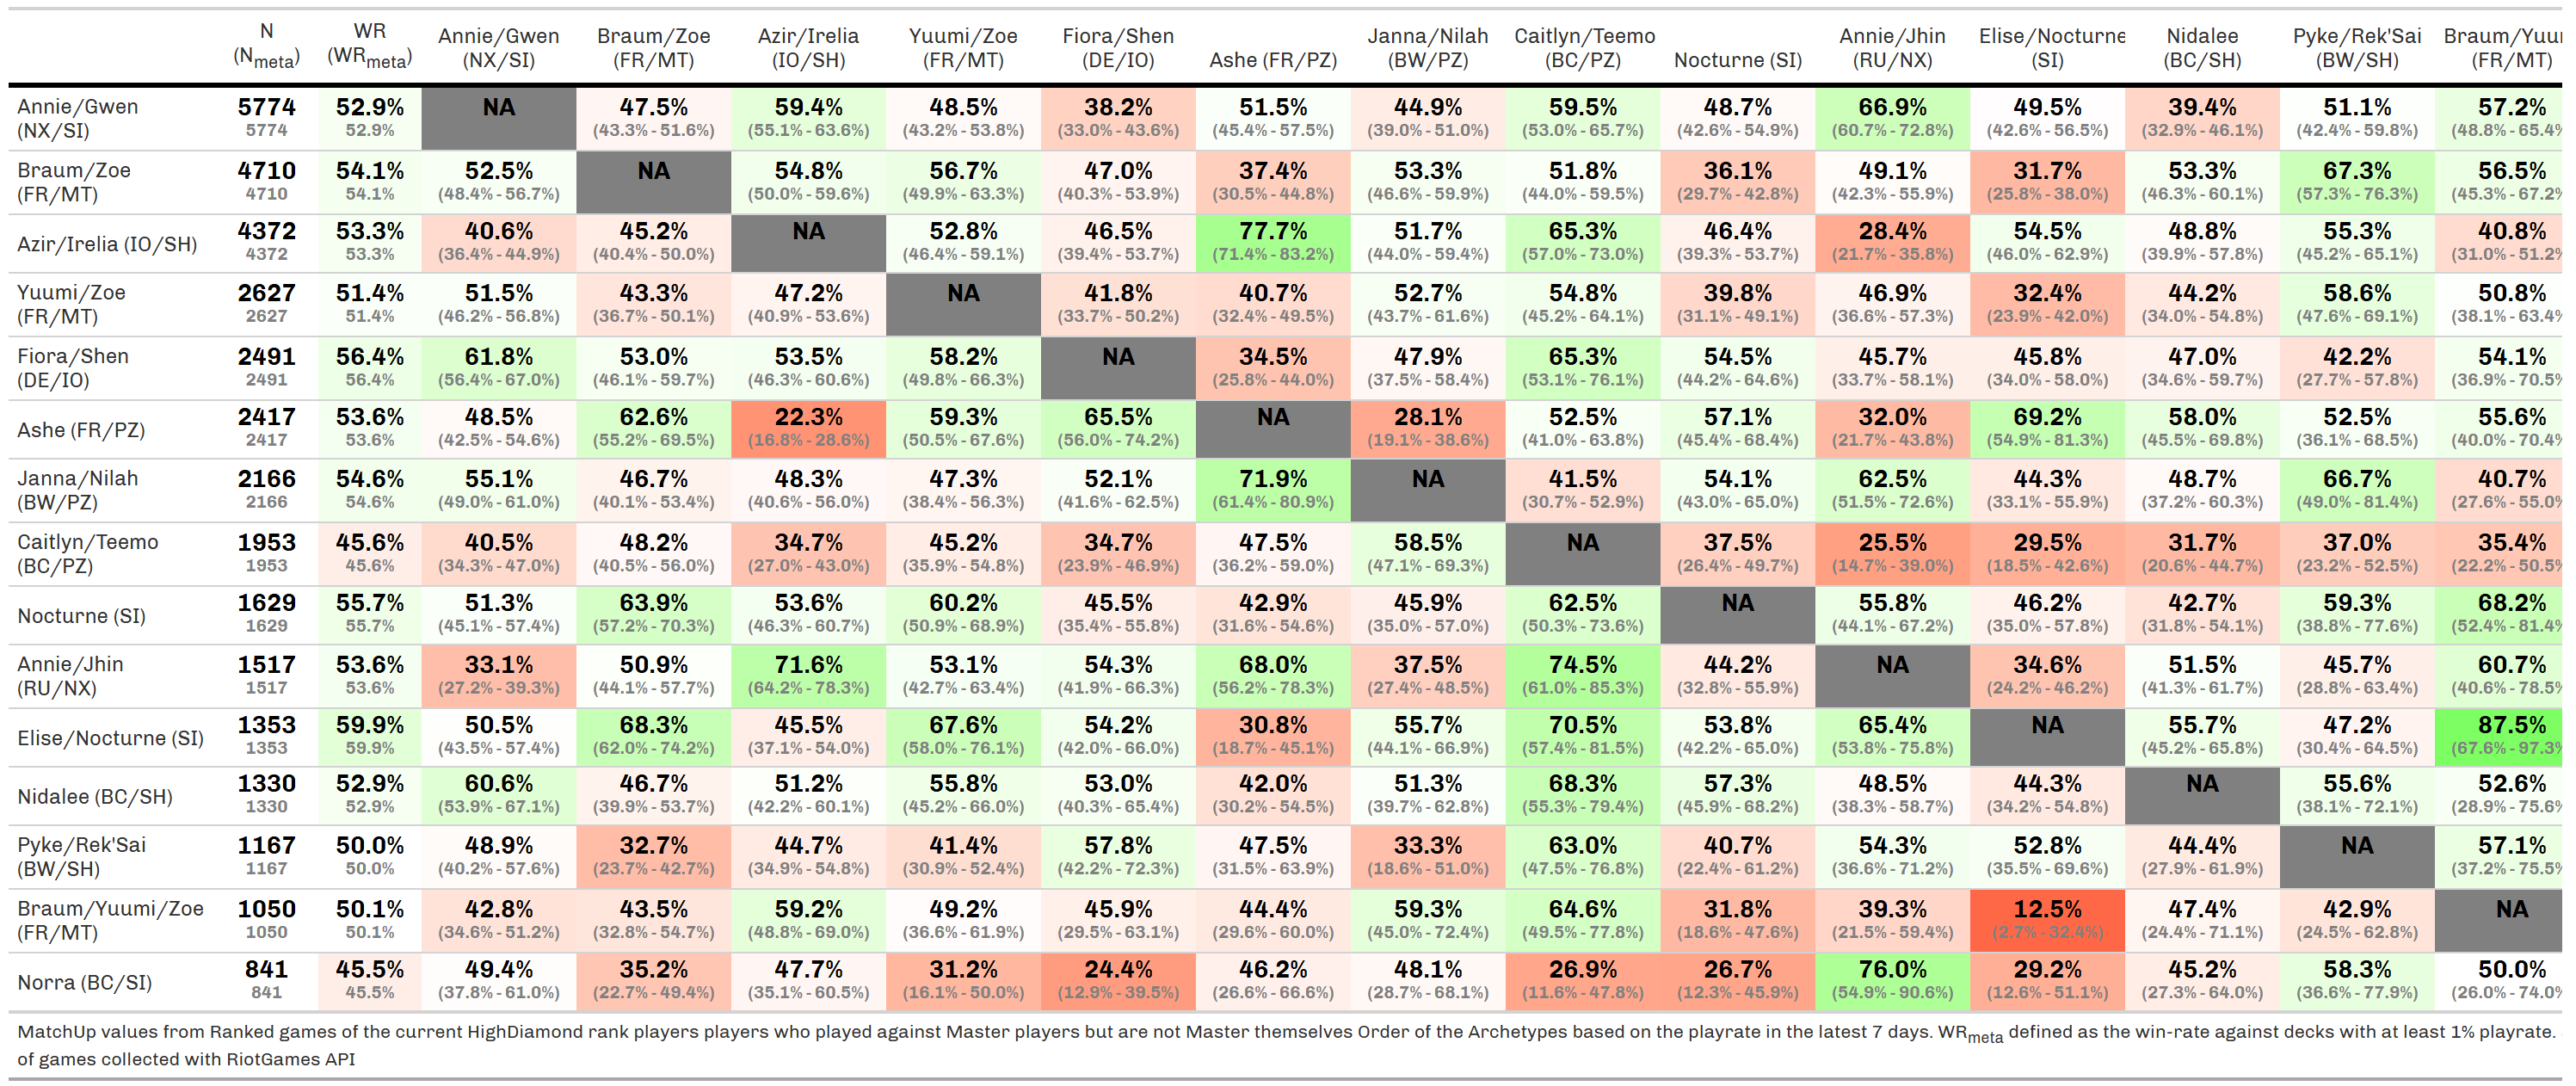 N WR Annie/Gwen Braum/Zoe Azir/Irelia Yuumi/Zoe Fiora/Shen Ashe (FR/PZ) Janna/Nilah Caitlyn/Teemo Nocturne (SI) Annie/Jhin Elise/Nocturne Nidalee Pyke/Rek'Sai Braum/Yuu
(Nmeta) (WRmeta) (NX/SI) (FR/MT) (IO/SH) (FR/MT) (DE/IO) (BW/PZ) (BC/PZ) (RU/NX) (SI) (BC/SH) (BW/SH) (FR/MT)
Annie/Gwen 5774 52.9% NA 47.5% 59.4% 48.5% 38.2% 51.5% 44.9% 59.5% 48.7% 66.9% 49.5% 39.4% 51.1% 57.2%
(NX/SI) 5774 52.9% (43.3% - 51.6%) (55.1% - 63.6%) (43.2% - 53.8%) (33.0% - 43.6%) (45.4% - 57.5%) (39.0% - 51.0%) (53.0% - 65.7%) (42.6% - 54.9%) (60.7% - 72.8%) (42.6% - 56.5%) (32.9% - 46.1%) (42.4% - 59.8%) (48.8% - 65.4%
Braum/Zoe 4710 54.1% 52.5% NA 54.8% 56.7% 47.0% 37.4% 53.3% 51.8% 36.1% 49.1% 31.7% 53.3% 67.3% 56.5%
(FR/MT) 4710 54.1% (48.4% - 56.7%) (50.0% - 59.6%) (49.9% - 63.3%) (40.3% - 53.9%) (30.5% - 44.8%) (46.6% - 59.9%) (44.0% - 59.5%) (29.7% - 42.8%) (42.3% - 55.9%) (25.8% - 38.0%) (46.3% - 60.1%) (57.3% - 76.3%) (45.3% - 67.2%
Azir/Irelia (IO/SH) 4372 53.3% 40.6% 45.2% NA 52.8% 46.5% 77.7% 51.7% 65.3% 46.4% 28.4% 54.5% 48.8% 55.3% 40.8%
4372 53.3% (36.4% - 44.9%) (40.4% - 50.0%) (46.4% - 59.1%) (39.4% - 53.7%) (71.4% - 83.2%) (44.0% - 59.4%) (57.0% - 73.0%) (39.3% - 53.7%) (21.7% - 35.8%) (46.0% - 62.9%) (39.9% - 57.8%) (45.2% - 65.1%) (31.0% - 51.2%
Yuumi/Zoe 2627 51.4% 51.5% 43.3% 47.2% NA 41.8% 40.7% 52.7% 54.8% 39.8% 46.9% 32.4% 44.2% 58.6% 50.8%
(FR/MT) 2627 51.4% (46.2% - 56.8%) (36.7% - 50.1%) (40.9% - 53.6%) (33.7% - 50.2%) (32.4% - 49.5%) (43.7% - 61.6%) (45.2% - 64.1%) (31.1% - 49.1%) (36.6% - 57.3%) (23.9% - 42.0%) (34.0% - 54.8%) (47.6% - 69.1%) (38.1% - 63.4%
Fiora/Shen 2491 56.4% 61.8% 53.0% 53.5% 58.2% NA 34.5% 47.9% 65.3% 54.5% 45.7% 45.8% 47.0% 42.2% 54.1%
(DE/IO) 2491 56.4% (56.4% - 67.0%) (46.1% - 59.7%) (46.3% - 60.6%) (49.8% - 66.3%) (25.8% - 44.0%) (37.5% - 58.4%) (53.1% - 76.1%) (44.2% - 64.6%) (33.7% - 58.1%) (34.0% - 58.0%) (34.6% - 59.7%) (27.7% - 57.8%) (36.9% - 70.5%
Ashe (FR/PZ) 2417 53.6% 48.5% 62.6% 22.3% 59.3% 65.5% NA 28.1% 52.5% 57.1% 32.0% 69.2% 58.0% 52.5% 55.6%
2417 53.6% (42.5% - 54.6%) (55.2% - 69.5%) (16.8% - 28.6%) (50.5% - 67.6%) (56.0% - 74.2%) (19.1% - 38.6%) (41.0% - 63.8%) (45.4% - 68.4%) (21.7% - 43.8%) (54.9% - 81.3%) (45.5% - 69.8%) (36.1% - 68.5%) (40.0% - 70.4%
Janna/Nilah 2166 54.6% 55.1% 46.7% 48.3% 47.3% 52.1% 71.9% NA 41.5% 54.1% 62.5% 44.3% 48.7% 66.7% 40.7%
(BW/PZ) 2166 54.6% (49.0% - 61.0%) (40.1% - 53.4%) (40.6% - 56.0%) (38.4% - 56.3%) (41.6% - 62.5%) (61.4% - 80.9%) (30.7% - 52.9%) (43.0% - 65.0%) (51.5% - 72.6%) (33.1% - 55.9%) (37.2% - 60.3%) (49.0% - 81.4%) (27.6% - 55.0%
Caitlyn/Teemo 1953 45.6% 40.5% 48.2% 34.7% 45.2% 34.7% 47.5% 58.5% NA 37.5% 25.5% 29.5% 31.7% 37.0% 35.4%
(BC/PZ) 1953 45.6% (34.3% - 47.0%) (40.5% - 56.0%) (27.0% - 43.0%) (35.9% - 54.8%) (23.9% - 46.9%) (36.2% - 59.0%) (47.1% - 69.3%) (26.4% - 49.7%) (14.7% - 39.0%) (18.5% - 42.6%) (20.6% - 44.7%) (23.2% - 52.5%) (22.2% - 50.5%
Nocturne (SI) 1629 55.7% 51.3% 63.9% 53.6% 60.2% 45.5% 42.9% 45.9% 62.5% NA 55.8% 46.2% 42.7% 59.3% 68.2%
1629 55.7% (45.1% - 57.4%) (57.2% - 70.3%) (46.3% - 60.7%) (50.9% - 68.9%) (35.4% - 55.8%) (31.6% - 54.6%) (35.0% - 57.0%) (50.3% - 73.6%) (44.1% - 67.2%) (35.0% - 57.8%) (31.8% - 54.1%) (38.8% - 77.6%) (52.4% - 81.4%
Annie/Jhin 1517 53.6% 33.1% 50.9% 71.6% 53.1% 54.3% 68.0% 37.5% 74.5% 44.2% NA 34.6% 51.5% 45.7% 60.7%
(RU/NX) 1517 53.6% (27.2% - 39.3%) (44.1% - 57.7%) (64.2% - 78.3%) (42.7% - 63.4%) (41.9% - 66.3%) (56.2% - 78.3%) (27.4% - 48.5%) (61.0% - 85.3%) (32.8% - 55.9%) (24.2% - 46.2%) (41.3% - 61.7%) (28.8% - 63.4%) (40.6% - 78.5%
Elise/Nocturne (SI) 1353 59.9% 50.5% 68.3% 45.5% 67.6% 54.2% 30.8% 55.7% 70.5% 53.8% 65.4% NA 55.7% 47.2% 87.5%
1353 59.9% (43.5% - 57.4%) (62.0% - 74.2%) (37.1% - 54.0%) (58.0% - 76.1%) (42.0% - 66.0%) (18.7% - 45.1%) (44.1% - 66.9%) (57.4% - 81.5%) (42.2% - 65.0%) (53.8% - 75.8%) (45.2% - 65.8%) (30.4% - 64.5%) (67.6% - 97.3%
Nidalee (BC/SH) 1330 52.9% 60.6% 46.7% 51.2% 55.8% 53.0% 42.0% 51.3% 68.3% 57.3% 48.5% 44.3% NA 55.6% 52.6%
1330 52.9% (53.9% - 67.1%) (39.9% - 53.7%) (42.2% - 60.1%) (45.2% - 66.0%) (40.3% - 65.4%) (30.2% - 54.5%) (39.7% - 62.8%) (55.3% - 79.4%) (45.9% - 68.2%) (38.3% - 58.7%) (34.2% - 54.8%) (38.1% - 72.1%) (28.9% - 75.6%
Pyke/Rek'Sai 1167 50.0% 48.9% 32.7% 44.7% 41.4% 57.8% 47.5% 33.3% 63.0% 40.7% 54.3% 52.8% 44.4% NA 57.1%
(BW/SH) 1167 50.0% (40.2% - 57.6%) (23.7% - 42.7%) (34.9% - 54.8%) (30.9% - 52.4%) (42.2% - 72.3%) (31.5% - 63.9%) (18.6% - 51.0%) (47.5% - 76.8%) (22.4% - 61.2%) (36.6% - 71.2%) (35.5% - 69.6%) (27.9% - 61.9%) (37.2% - 75.5%
Braum/Yuumi/Zoe 1050 50.1% 42.8% 43.5% 59.2% 49.2% 45.9% 44.4% 59.3% 64.6% 31.8% 39.3% 12.5% 47.4% 42.9% NA
(FR/MT) 1050 50.1% (34.6% - 51.2%) (32.8% - 54.7%) (48.8% - 69.0%) (36.6% - 61.9%) (29.5% - 63.1%) (29.6% - 60.0%) (45.0% - 72.4%) (49.5% - 77.8%) (18.6% - 47.6%) (21.5% - 59.4%) (2.7% - 32.4%) (24.4% - 71.1%) (24.5% - 62.8%)
Norra (BC/SI) 841 45.5% 49.4% 35.2% 47.7% 31.2% 24.4% 46.2% 48.1% 26.9% 26.7% 76.0% 29.2% 45.2% 58.3% 50.0%
841 45.5% (37.8% - 61.0%) (22.7% - 49.4%) (35.1% - 60.5%) (16.1% - 50.0%) (12.9% - 39.5%) (26.6% - 66.6%) (28.7% - 68.1%) (11.6% - 47.8%) (12.3% - 45.9%) (54.9% - 90.6%) (12.6% - 51.1%) (27.3% - 64.0%) (36.6% - 77.9%) (26.0% - 74.0%
MatchUp values from Ranked games of the current HighDiamond rank players players who played against Master players but are not Master themselves Order of the Archetypes based on the playrate in the latest 7 days. WRmeta defined as the win-rate against decks with at least 1% playrate.
of games collected with RiotGames API